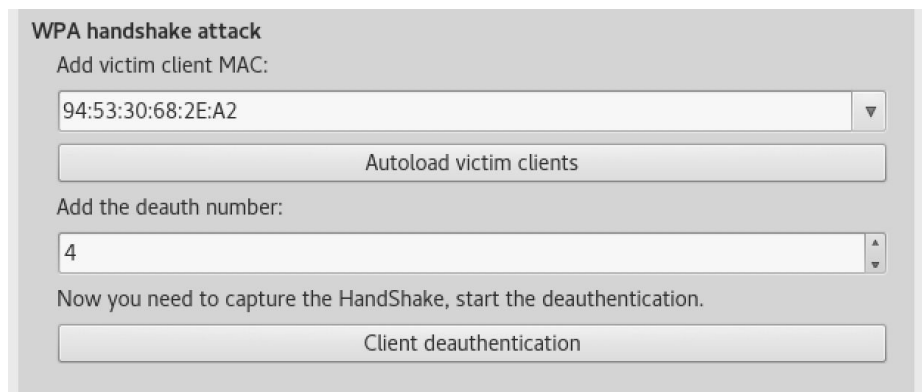 WPA handshake attack
Add victim client MAC:
94:53:30:68:2E:A2
Autoload victim clients
Add the deauth number:
4
Now you need to capture the HandShake, start the deauthentication.
Client deauthentication